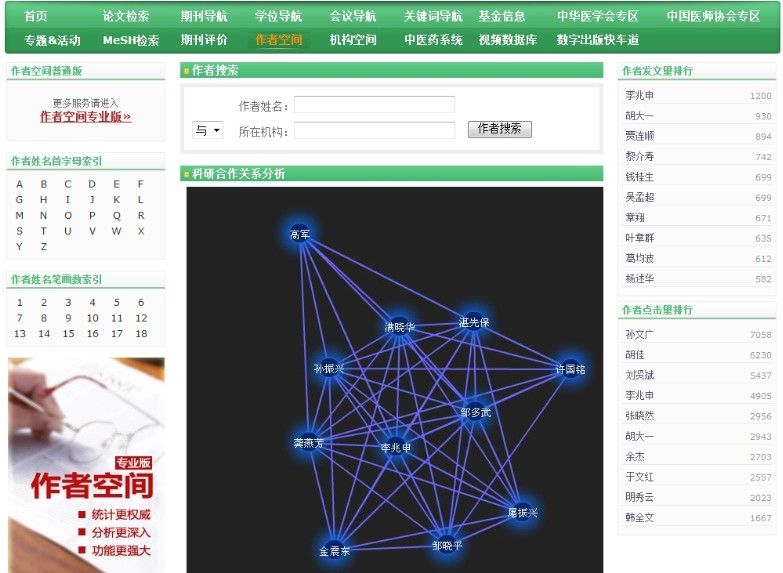 首页 论文检索 期刊导航 学位导航 会议导航 关键词导航 基金信息 中华医学会专区 中国医师协会专区
专题&活动 MeSH检索 期刊评价 作者空间 机构空间 中医药系统 视频数据库 数字出版快车道
作者空间普通版
更多服务请进入
作者空间专业版»
作者姓名首字母索引
A B C D E F
G H I J K L
M N O P Q R
S T U V W X
Y Z
作者姓名笔画数索引
1 2 3 4 5 6
7 8 9 10 11 12
13 14 15 16 17 18
专业版
作者空间
■ 统计更权威
■ 分析更深入
■ 功能更强大
作者搜索
作者姓名：
与 所在机构： 作者搜索
科研合作关系分析
高军
满晓华
湛先保
孙振兴
许国铭
邹多武
龚燕芳
李兆申
屠振兴
金震东
邹晓平
作者发文量排行
李兆申 1200
胡大一 930
贾连顺 894
黎介寿 742
钱桂生 699
吴孟超 699
章翔 671
叶章群 635
葛均波 612
杨述华 582
作者点击量排行
孙文广 7058
胡佳 6230
刘贤斌 5437
李兆申 4905
张晓然 2956
胡大一 2943
余杰 2703
于文红 2557
明秀云 2023
韩全文 1667